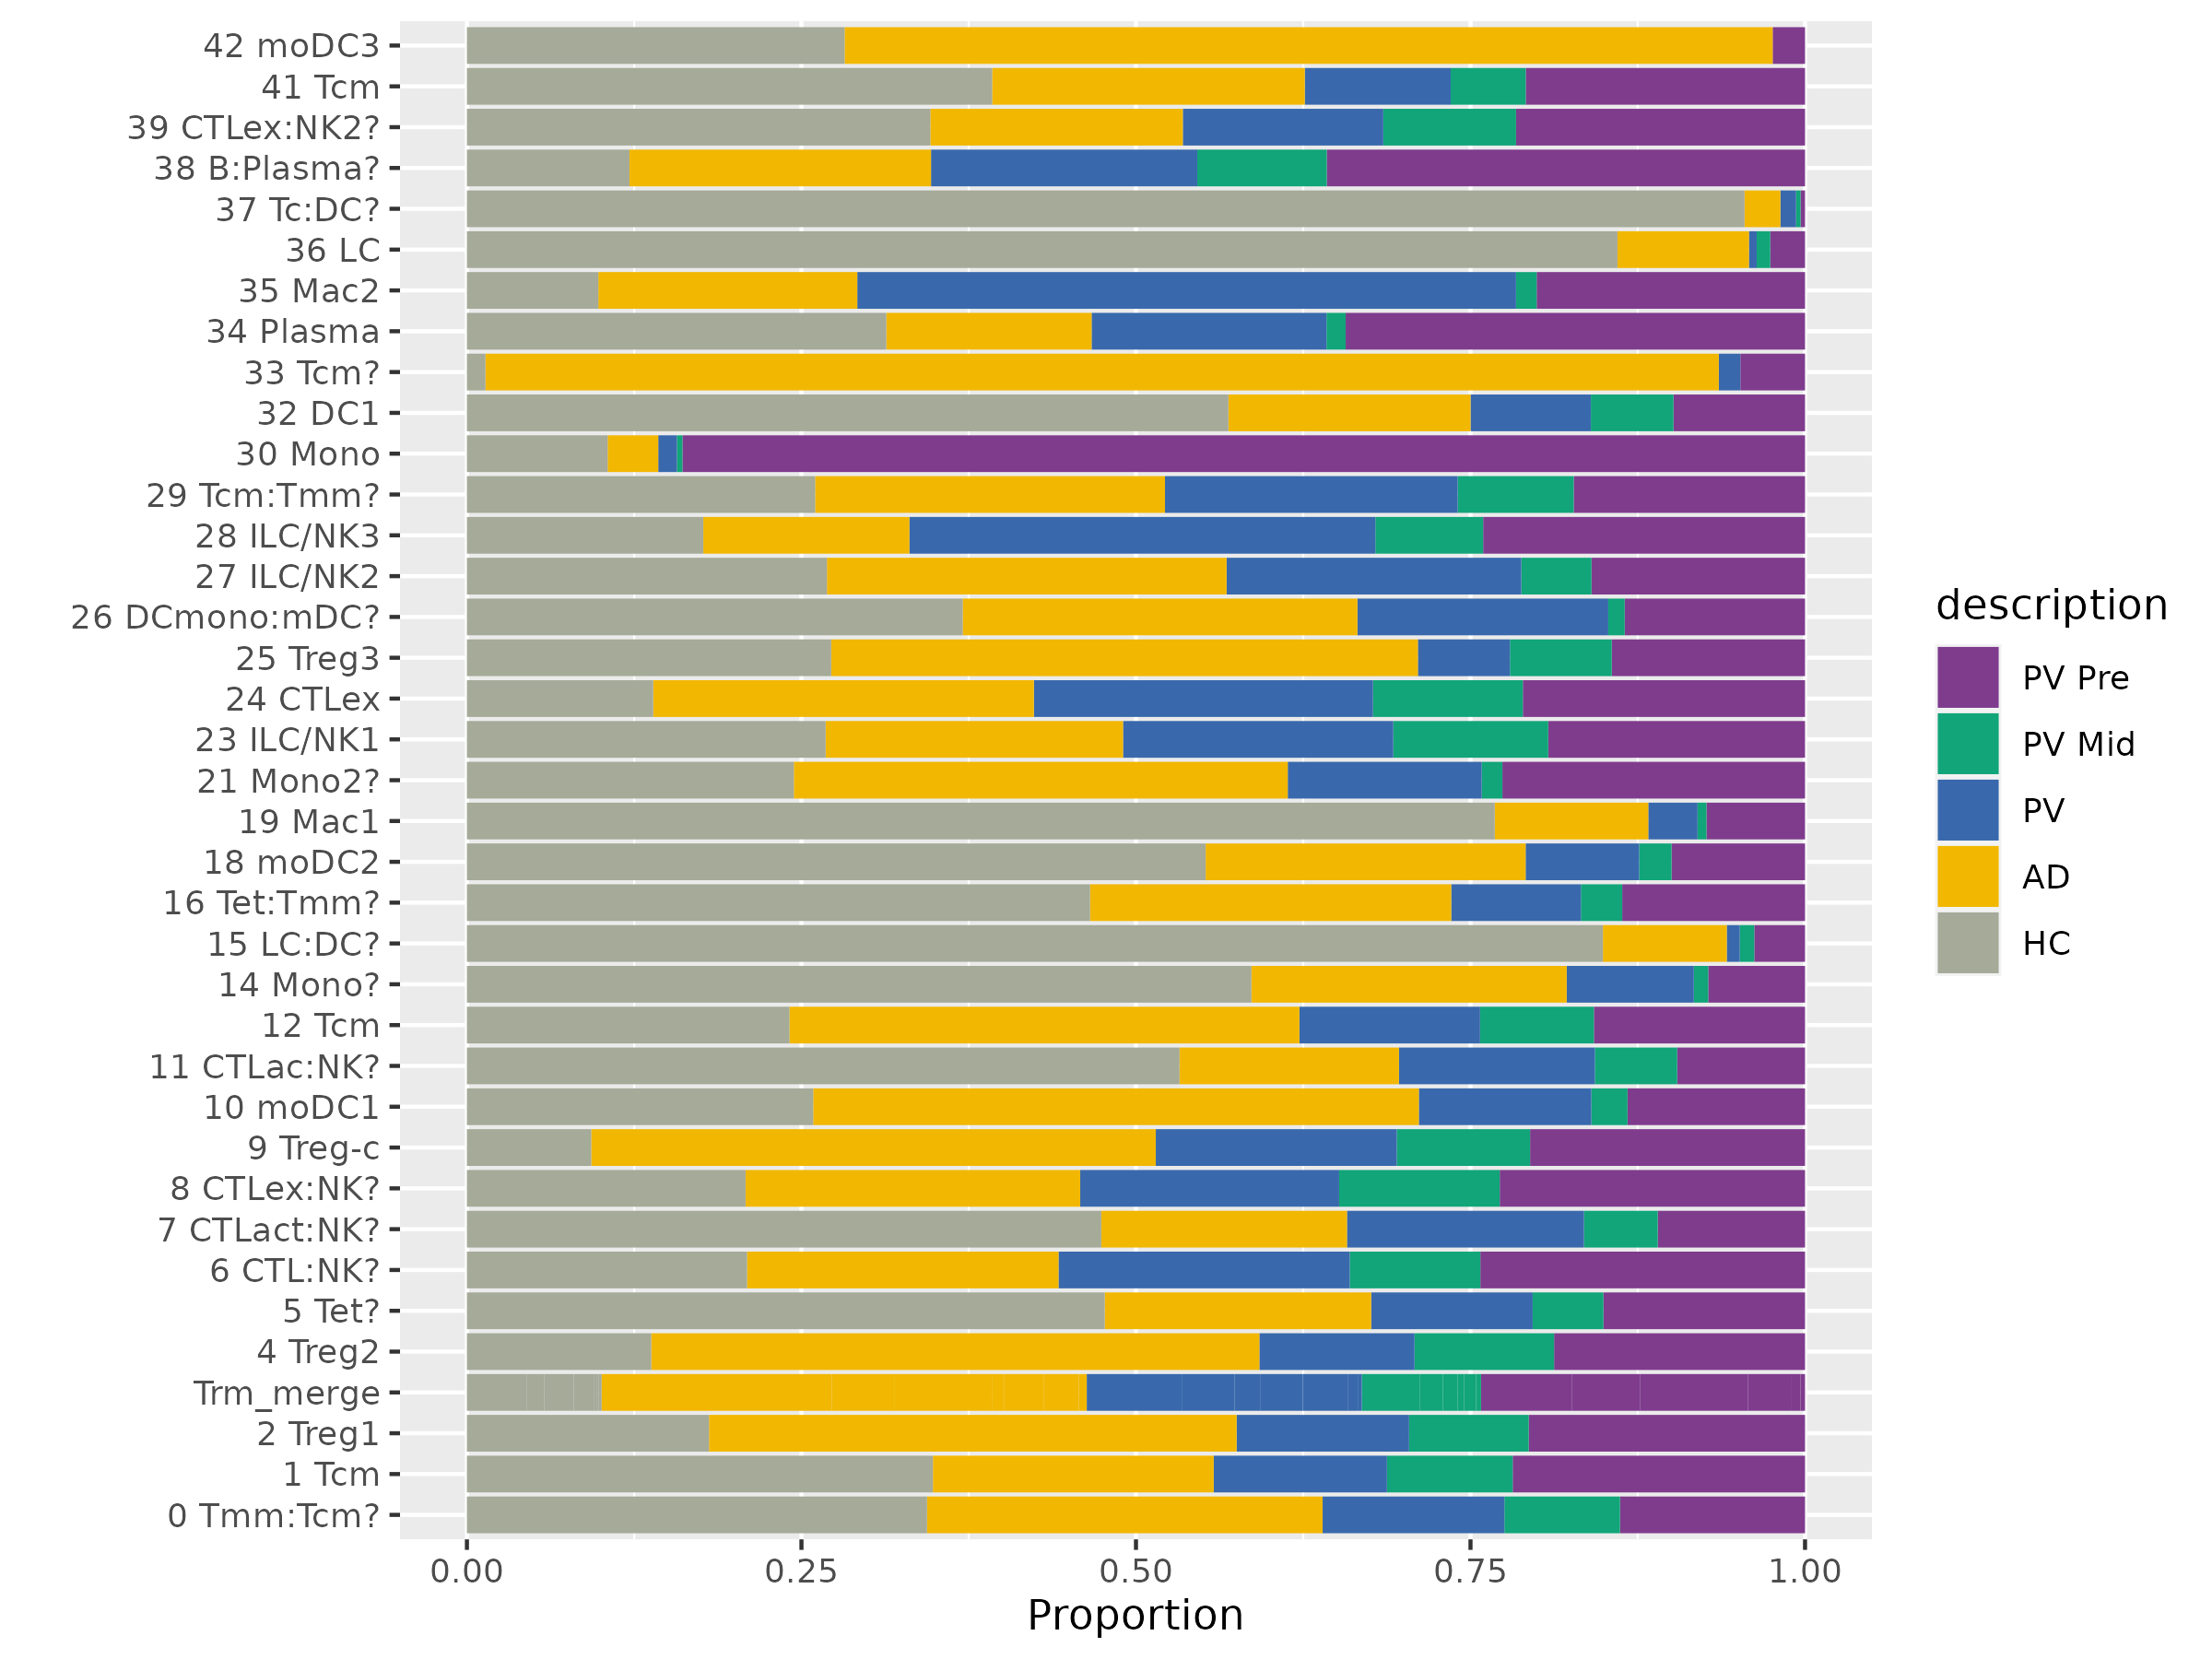 42 moDC3
41 Tcm
39 CTLex:NK2?
38 B:Plasma?
37 Tc:DC?
36 LC
35 Mac2
34 Plasma
33 Tcm?
32 DC1
30 Mono
29 Tcm:Tmm?
28 ILC/NK3
27 ILC/NK2
26 DCmono:mDC?
25 Treg3
24 CTLex
23 ILC/NK1
21 Mono2?
19 Mac1
18 moDC2
16 Tet:Tmm?
15 LC:DC?
14 Mono?
12 Tcm
11 CTLac:NK?
10 moDC1
9 Treg-c
8 CTLex:NK?
7 CTLact:NK?
6 CTL:NK?
5 Tet?
4 Treg2
Trm_merge
2 Treg1
1 Tcm
0 Tmm:Tcm?
0.00 0.25 0.50 0.75 1.00
Proportion
description
PV Pre
PV Mid
PV
AD
HC